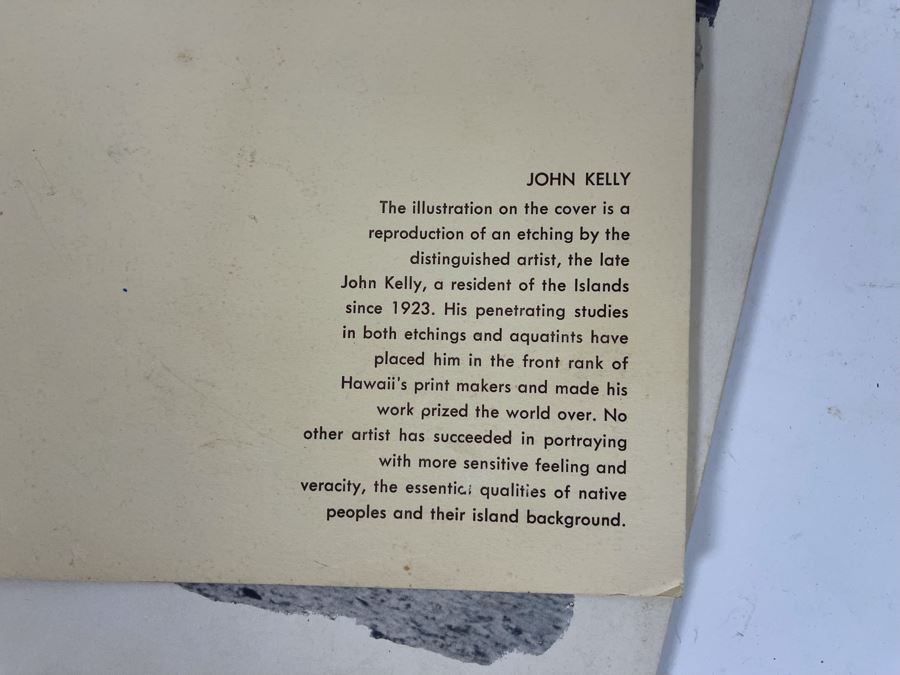 JOHN KELLY
The illustration on the cover is a
reproduction of an etching by the
distinguished artist, the late
John Kelly, a resident of the Islands
since 1923. His penetrating studies
in both etchings and aquatints have
placed him in the front rank of
Hawaii's print makers and made his
work prized the world over. No
other artist has succeeded in portraying
with more sensitive feeling and
veracity, the essential qualities of native
peoples and their island background.